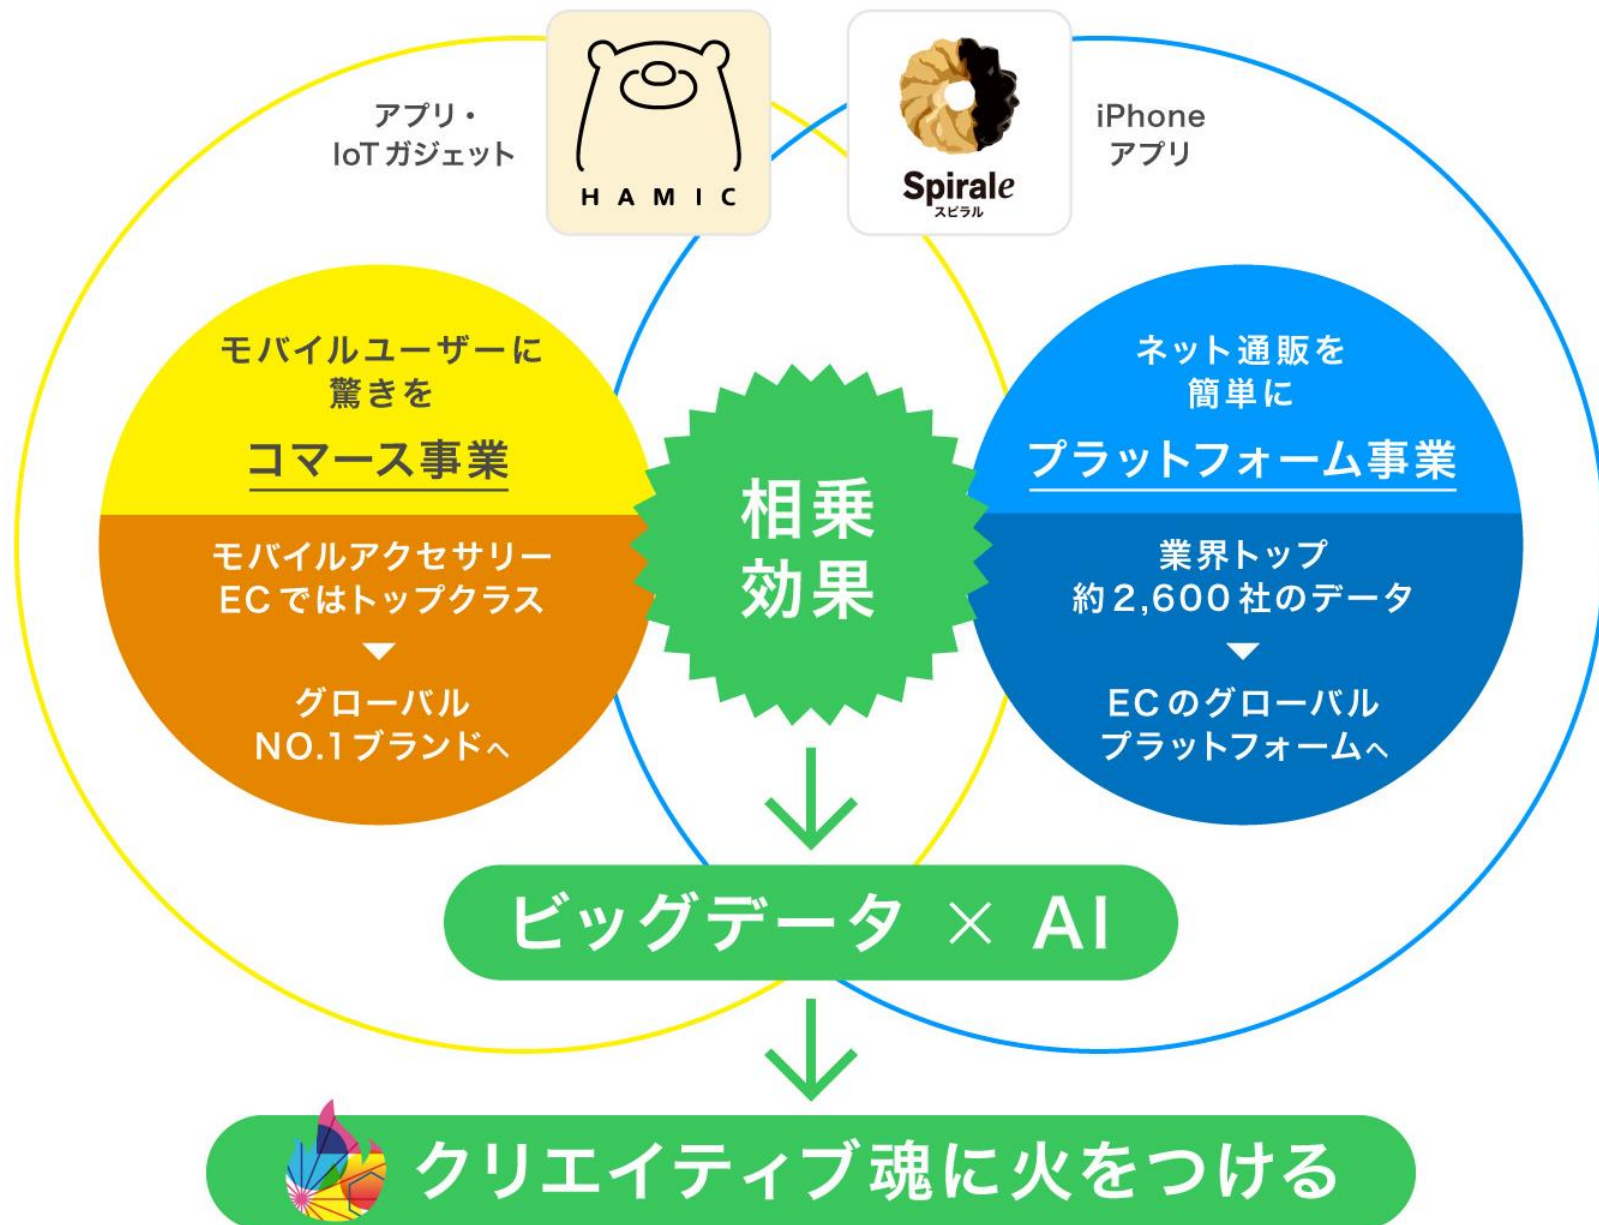 アプリ・
IoTガジェット
HAMIC
Spirale
スピラル
iPhone
アプリ
モバイルユーザーに
驚きを
コマース事業
モバイルアクセサリー
ECではトップクラス
グローバル
NO.1ブランドへ
相乗
効果
ネット通販を
簡単に
プラットフォーム事業
業界トップ
約2,600社のデータ
ECのグローバル
プラットフォームへ
ビッグデータ × AI
クリエイティブ魂に火をつける